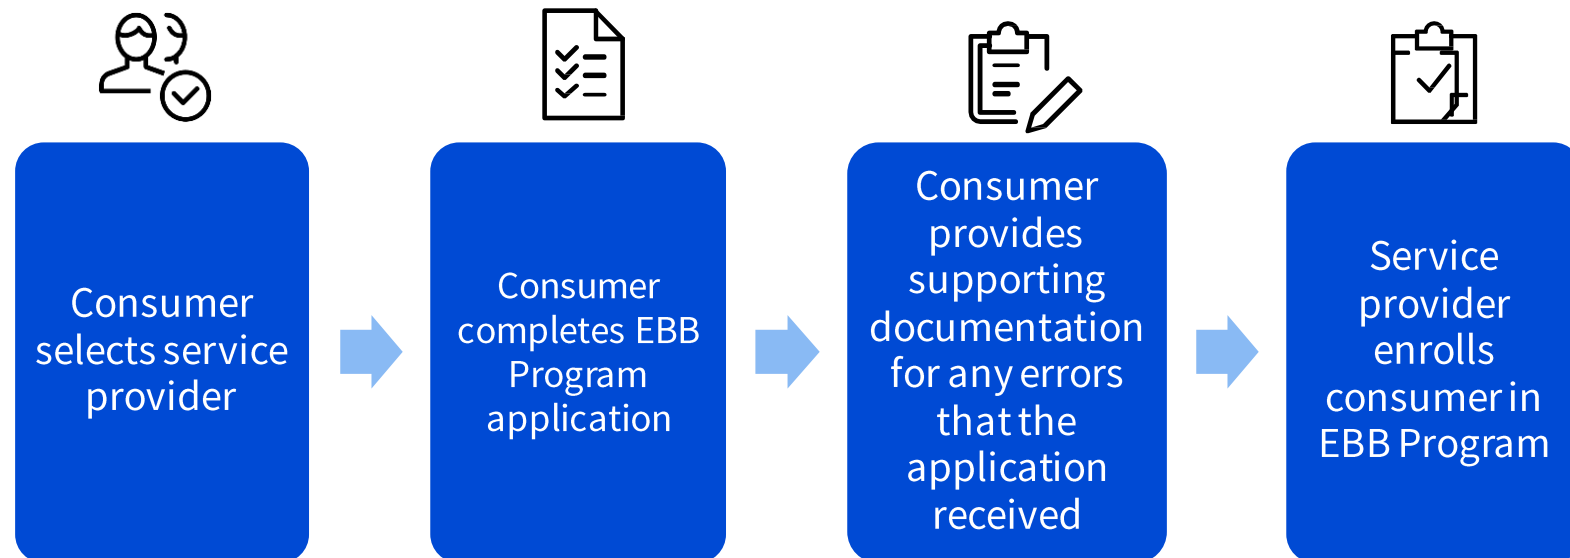 Consumer
selects service
provider
Consumer
completes EBB
Program
application
Consumer
provides
supporting
documentation
for any errors
that the
application
received
Service
provider
enrolls
consumer in
EBB Program